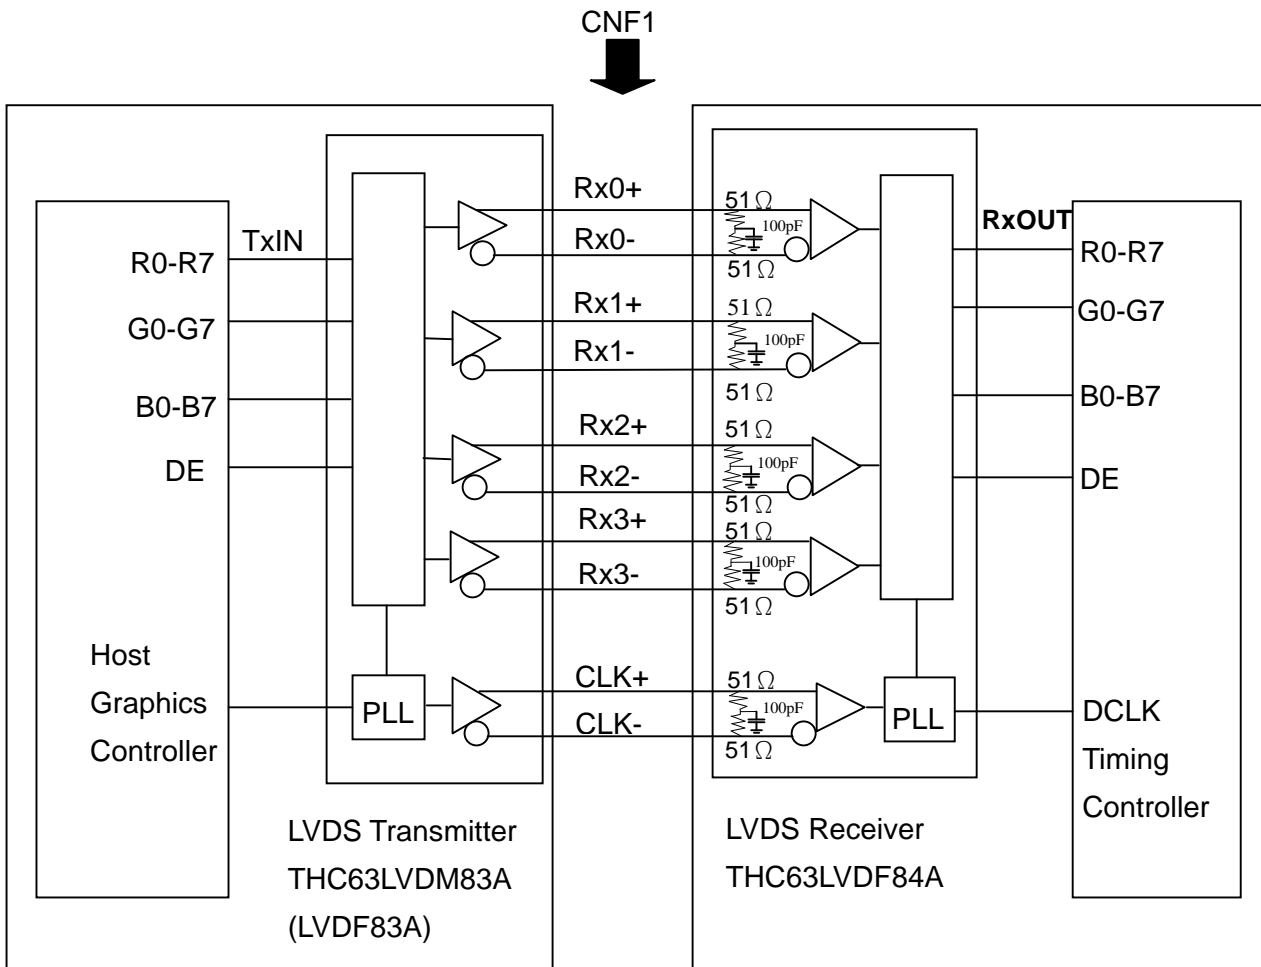 CNF1
TxIN
R0-R7
G0-G7
B0-B7
DE
Host
Graphics
Controller
PLL
LVDS Transmitter
THC63LVDM83A
(LVDF83A)
Rx0+
Rx0-
Rx1+
Rx1-
Rx2+
Rx2-
Rx3+
Rx3-
CLK+
CLK-
51Ω
100pF
51Ω
51Ω
100pF
51Ω
51Ω
100pF
51Ω
51Ω
100pF
51Ω
51Ω
100pF
51Ω
PLL
LVDS Receiver
THC63LVDF84A
RxOUT
R0-R7
G0-G7
B0-B7
DE
DCLK
Timing
Controller